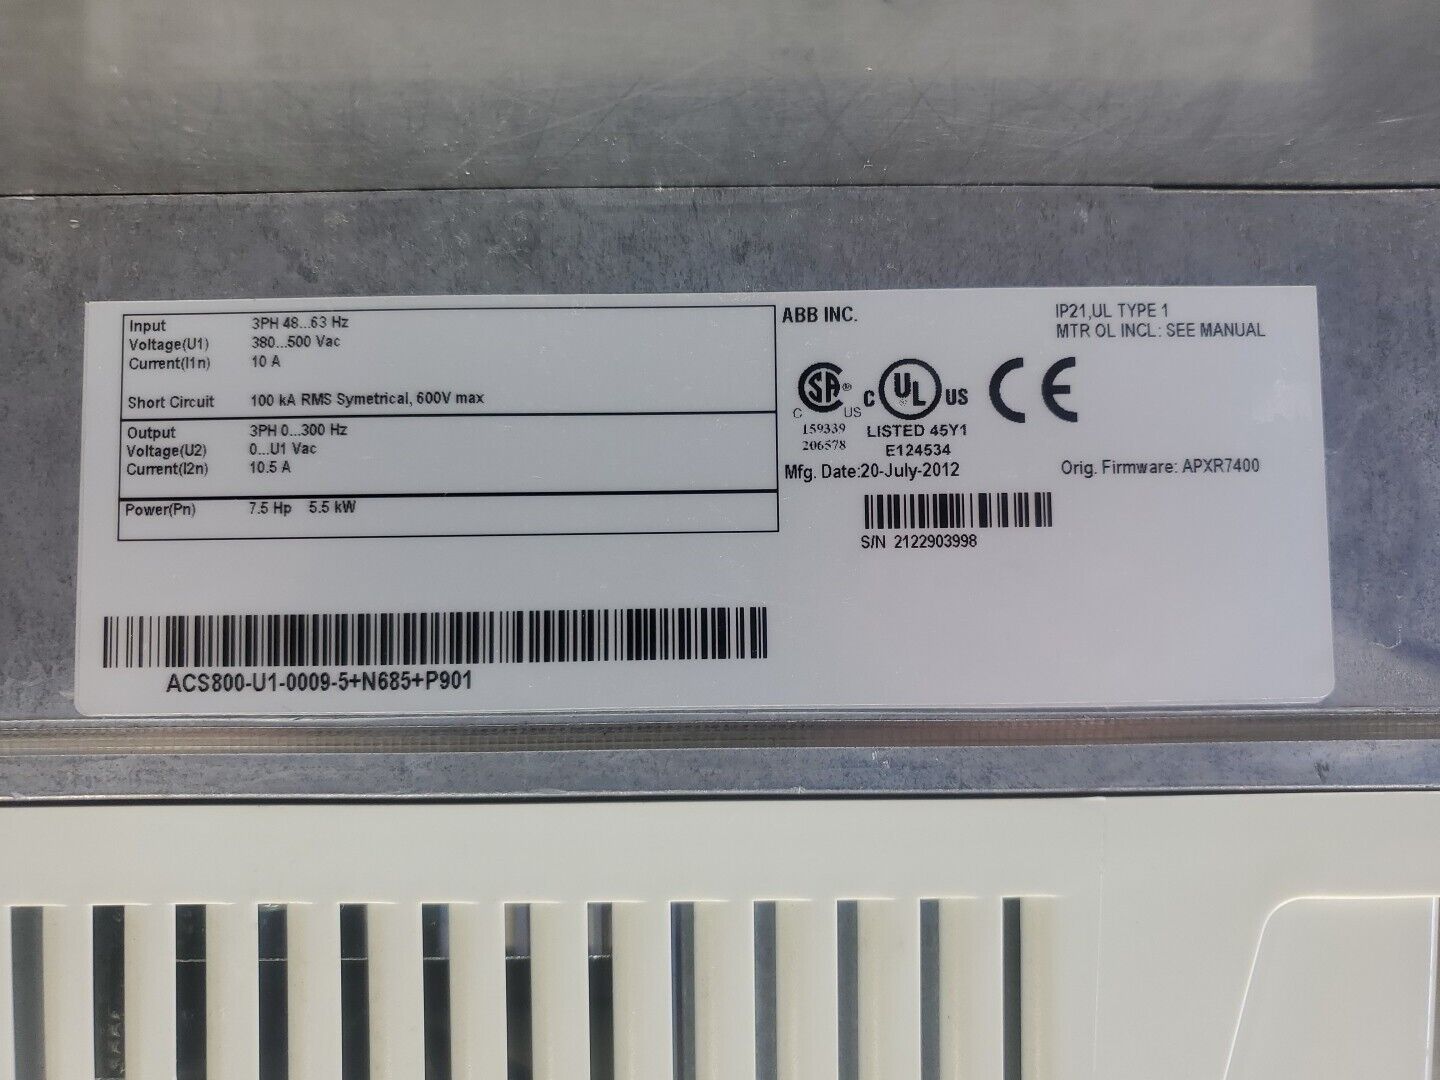 Input 3PH 48...63 Hz
Voltage(U1) 380...500 Vac
Current(I1n) 10 A
Short Circuit 100 kA RMS Symetrical, 600V max
Output 3PH 0...300 Hz
Voltage(U2) 0...U1 Vac
Current(I2n) 10.5 A
Power(Pn) 7.5 Hp 5.5 kW
ACS800-U1-0009-5+N685+P901
ABB INC.
IP21,UL TYPE 1
MTR OL INCL: SEE MANUAL
SA ®
C US
159339
206578
C UL US
LISTED 45Y1
E124534
CE
Mfg. Date:20-July-2012
Orig. Firmware: APXR7400
S/N 2122903998